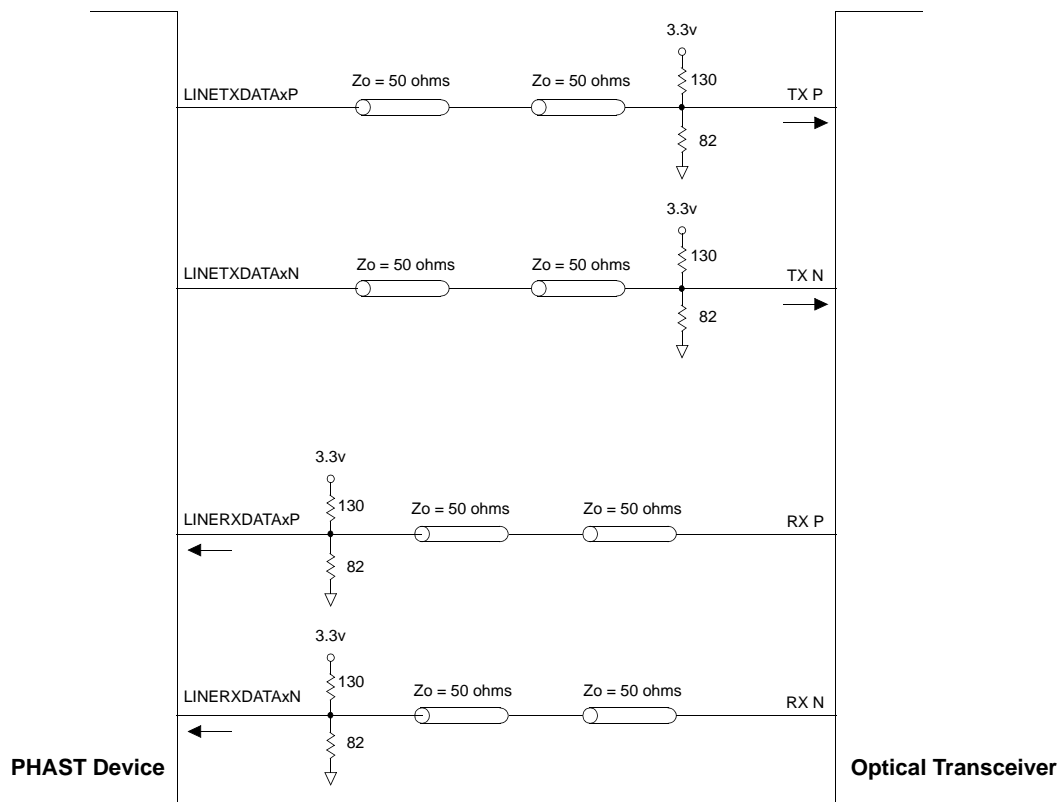 3.3v
130
Zo = 50 ohms
Zo = 50 ohms
LINETXDATAxP
TX P
82
3.3v
130
Zo = 50 ohms
Zo = 50 ohms
LINETXDATAxN
TX N
82
3.3v
130
Zo = 50 ohms
Zo = 50 ohms
LINERXDATAxP
RX P
82
3.3v
130
Zo = 50 ohms
Zo = 50 ohms
LINERXDATAxN
RX N
82
PHAST Device
Optical Transceiver